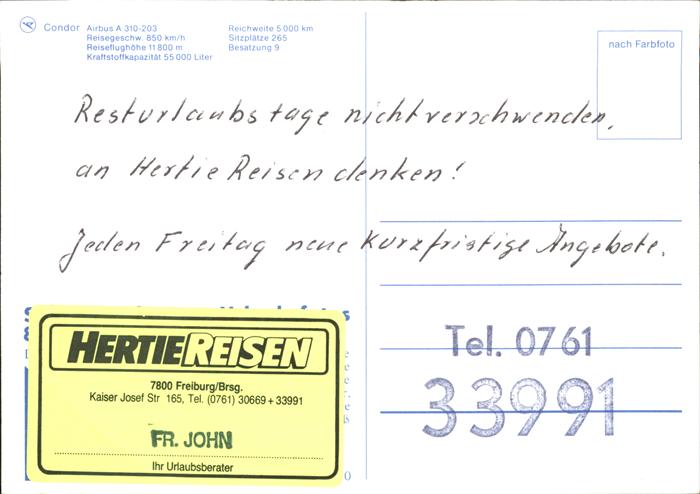 Condor Airbus A 310-203
Reisegeschw. 850 km/h
Reiseflughöhe 11 800 m
Kraftstoffkapazität 55 000 Liter
Reichweite 5 000 km
Sitzplätze 265
Besatzung 9
nach Farbfoto
Resturlaubstage nicht verschwenden,
an Hertie Reisen denken!
Jeden Freitag neue kurzfristige Angebote.
HERTIE REISEN
7800 Freiburg/Brsg.
Kaiser Josef Str 165, Tel. (0761) 30669 + 33991
FR. JOHN
Ihr Urlaubsberater
Tel. 0761
33991